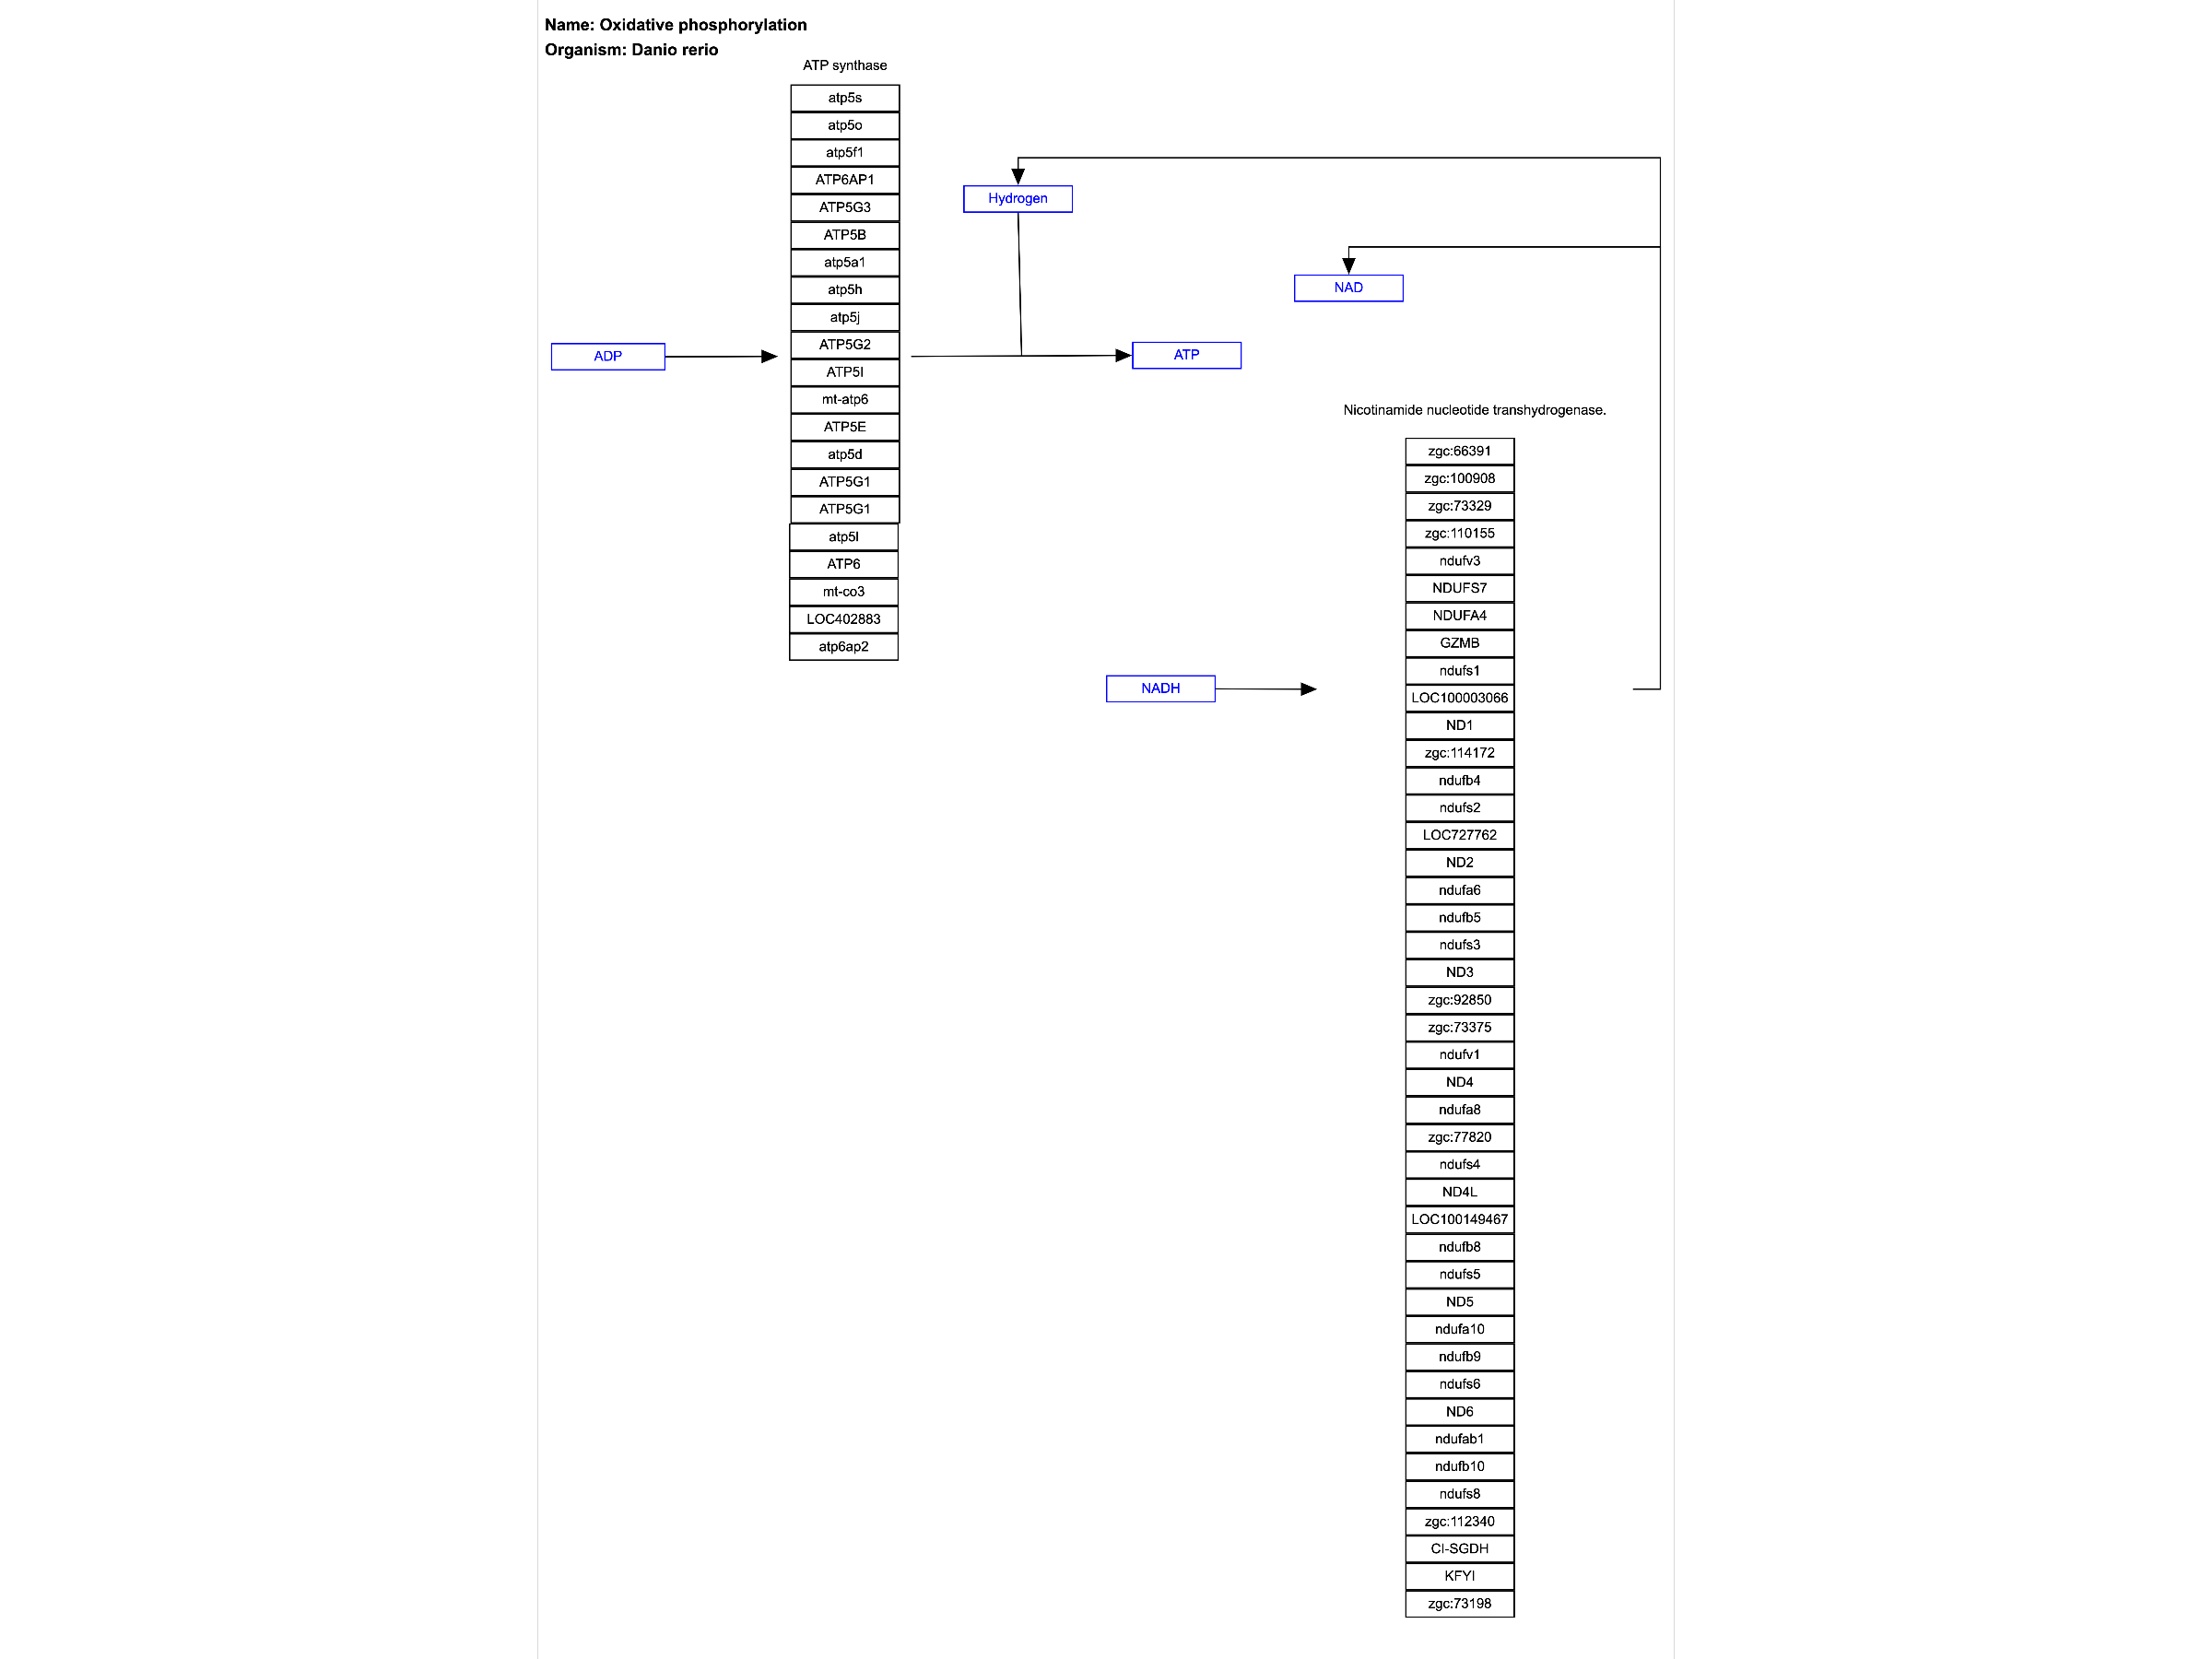 Name: Oxidative phosphorylation
Organism: Danio rerio
ATP synthase
atp5s
atp5o
atp5f1
ATP6AP1
ATP5G3
ATP5B
atp5a1
atp5h
atp5j
ATP5G2
ATP5I
mt-atp6
ATP5E
atp5d
ATP5G1
ATP5G1
atp5l
ATP6
mt-co3
LOC402883
atp6ap2
Hydrogen
NAD
ADP
ATP
Nicotinamide nucleotide transhydrogenase.
NADH
zgc:66391
zgc:100908
zgc:73329
zgc:110155
ndufv3
NDUFS7
NDUFA4
GZMB
ndufs1
LOC100003066
ND1
zgc:114172
ndufb4
ndufs2
LOC727762
ND2
ndufa6
ndufb5
ndufs3
ND3
zgc:92850
zgc:73375
ndufv1
ND4
ndufa8
zgc:77820
ndufs4
ND4L
LOC100149467
ndufb8
ndufs5
ND5
ndufa10
ndufb9
ndufs6
ND6
ndufab1
ndufb10
ndufs8
zgc:112340
CI-SGDH
KFYI
zgc:73198